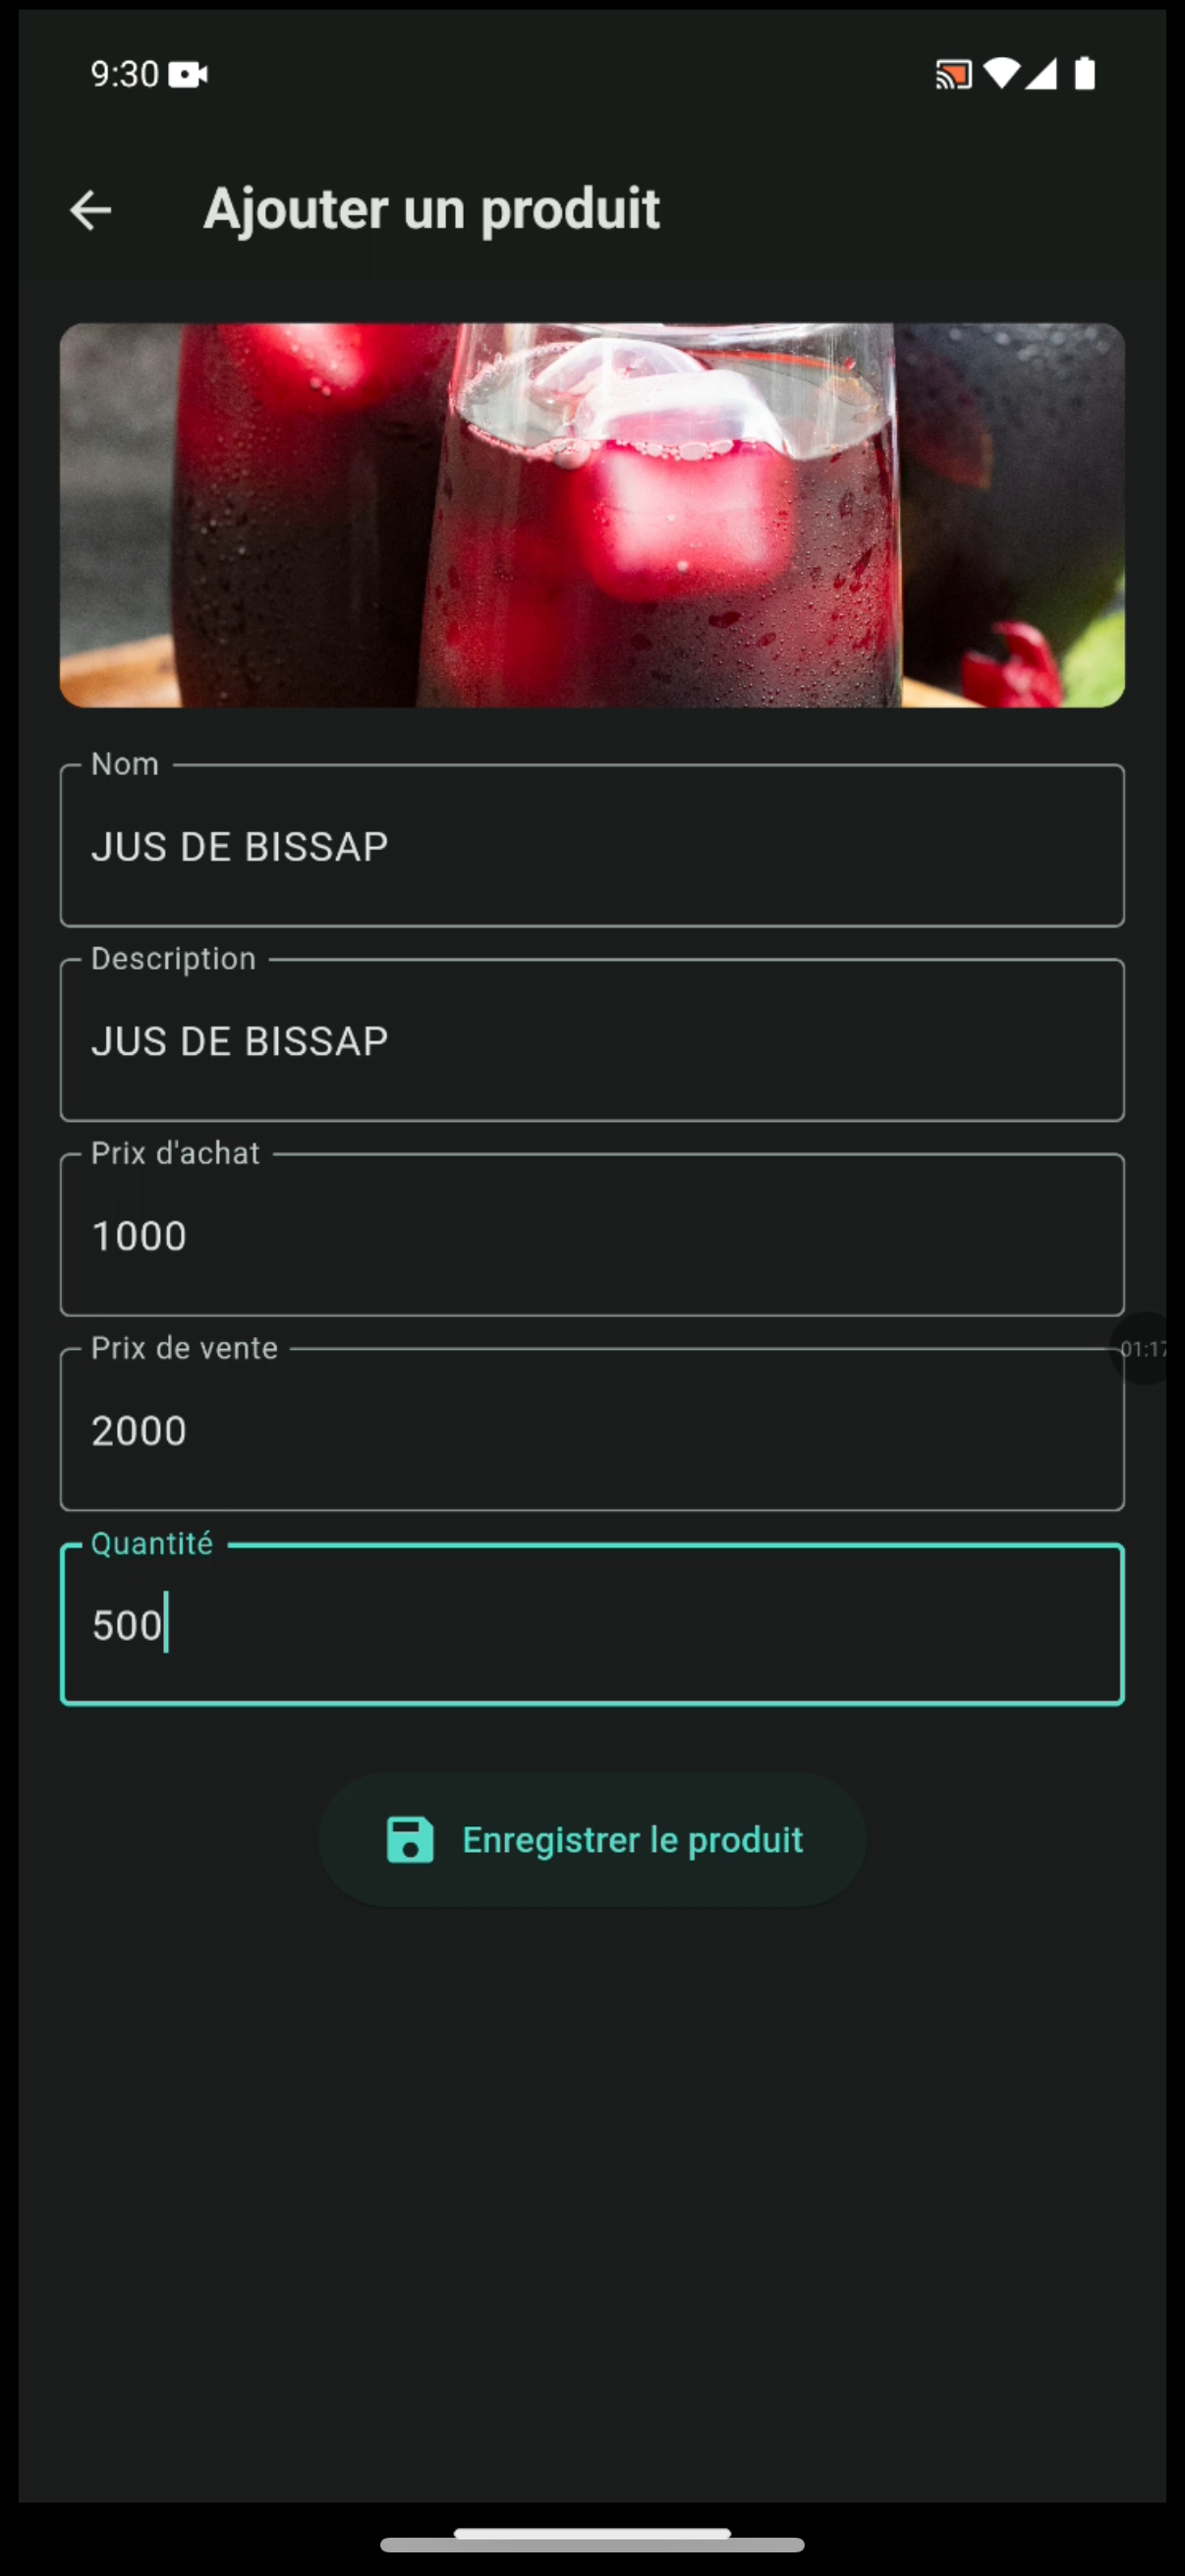 9:30
Ajouter un produit
Nom
JUS DE BISSAP
Description
JUS DE BISSAP
Prix d'achat
1000
Prix de vente
01:17
2000
Quantité
500
Enregistrer le produit